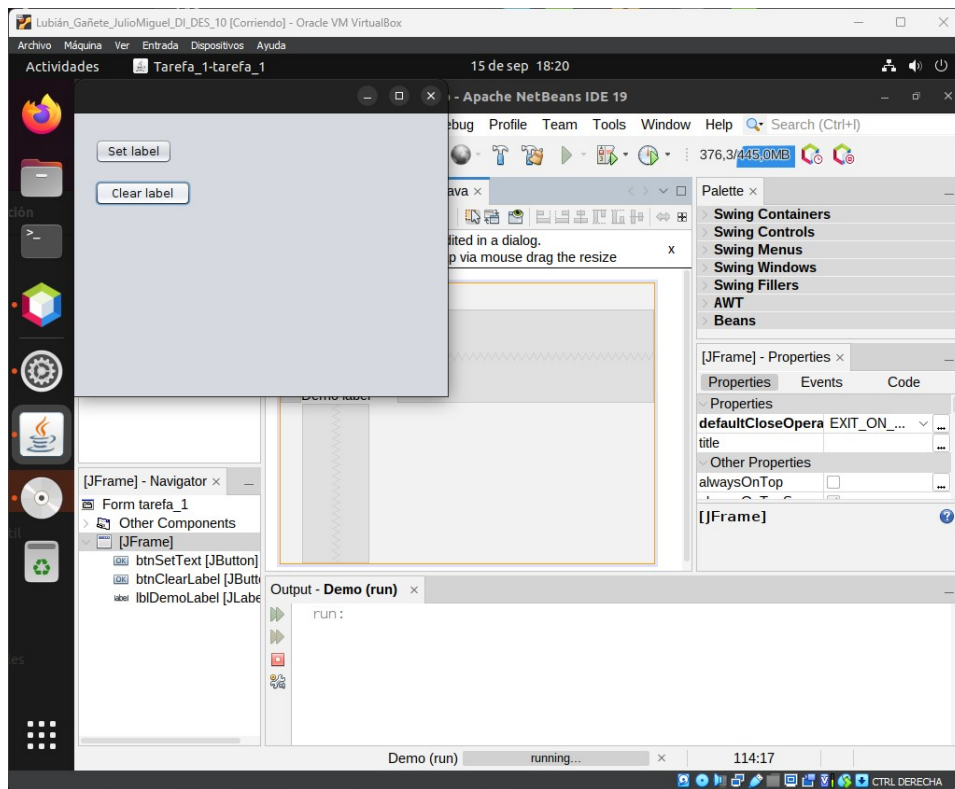 Lubián_Gañete_JulioMiguel_DI_DES_10 [Corriendo] - Oracle VM VirtualBox
Archivo Máquina Ver Entrada Dispositivos Ayuda
Actividades Tarefa_1-tarefa_1 15 de sep 18:20
- Apache NetBeans IDE 19
ebug Profile Team Tools Window Help Search (Ctrl+I)
376,3/445,0MB
Set label
Clear label
ava
Palette
dited in a dialog.
p via mouse drag the resize x
Swing Containers
Swing Controls
Swing Menus
Swing Windows
Swing Fillers
AWT
Beans
[JFrame] - Properties
Properties Events Code
Properties
defaultCloseOpera EXIT_ON_... ...
title ...
Other Properties
alwaysOnTop ...
[JFrame]
Demo label
[JFrame] - Navigator
Form tarefa_1
Other Components
[JFrame]
OK btnSetText [JButton]
OK btnClearLabel [JButt
label lblDemoLabel [JLabe
Output - Demo (run)
run:
Demo (run) running... 114:17
CTRL DERECHA